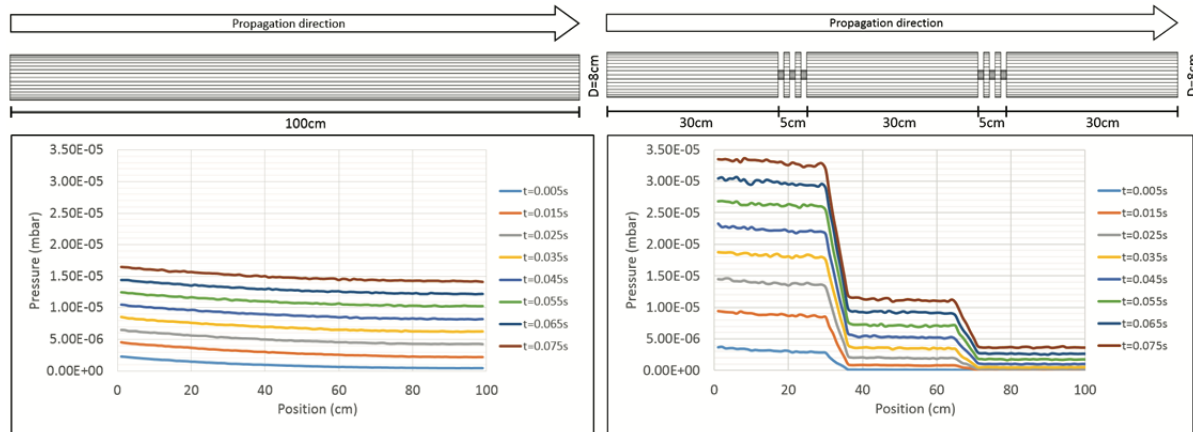 Propagation direction
D=8cm
100cm
3.50E-05
3.00E-05
2.50E-05
2.00E-05
1.50E-05
1.00E-05
5.00E-06
0.00E+00
Pressure (mbar)
0 20 40 60 80 100
Position (cm)
t=0.005s
t=0.015s
t=0.025s
t=0.035s
t=0.045s
t=0.055s
t=0.065s
t=0.075s
Propagation direction
D=8cm
30cm 5cm 30cm 5cm 30cm
3.50E-05
3.00E-05
2.50E-05
2.00E-05
1.50E-05
1.00E-05
5.00E-06
0.00E+00
Pressure (mbar)
0 20 40 60 80 100
Position (cm)
t=0.005s
t=0.015s
t=0.025s
t=0.035s
t=0.045s
t=0.055s
t=0.065s
t=0.075s